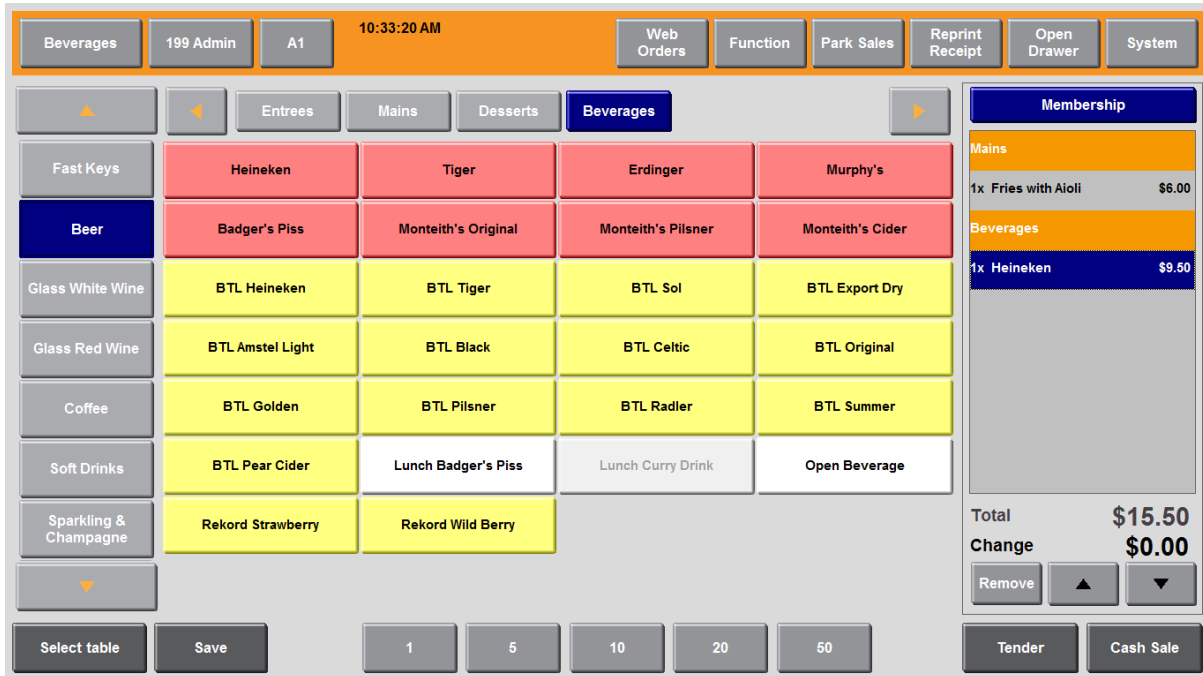 Beverages
199 Admin
A1
10:33:20 AM
Web
Orders
Function
Park Sales
Reprint
Receipt
Open
Drawer
System
Entrees
Mains
Desserts
Beverages
Fast Keys
Beer
Glass White Wine
Glass Red Wine
Coffee
Soft Drinks
Sparkling &
Champagne
Heineken
Tiger
Erdinger
Murphy's
Badger's Piss
Monteith's Original
Monteith's Pilsner
Monteith's Cider
BTL Heineken
BTL Tiger
BTL Sol
BTL Export Dry
BTL Amstel Light
BTL Black
BTL Celtic
BTL Original
BTL Golden
BTL Pilsner
BTL Radler
BTL Summer
BTL Pear Cider
Lunch Badger's Piss
Lunch Curry Drink
Open Beverage
Rekord Strawberry
Rekord Wild Berry
Membership
Mains
1x Fries with Aioli $6.00
Beverages
1x Heineken $9.50
Total $15.50
Change $0.00
Remove
Select table
Save
1
5
10
20
50
Tender
Cash Sale